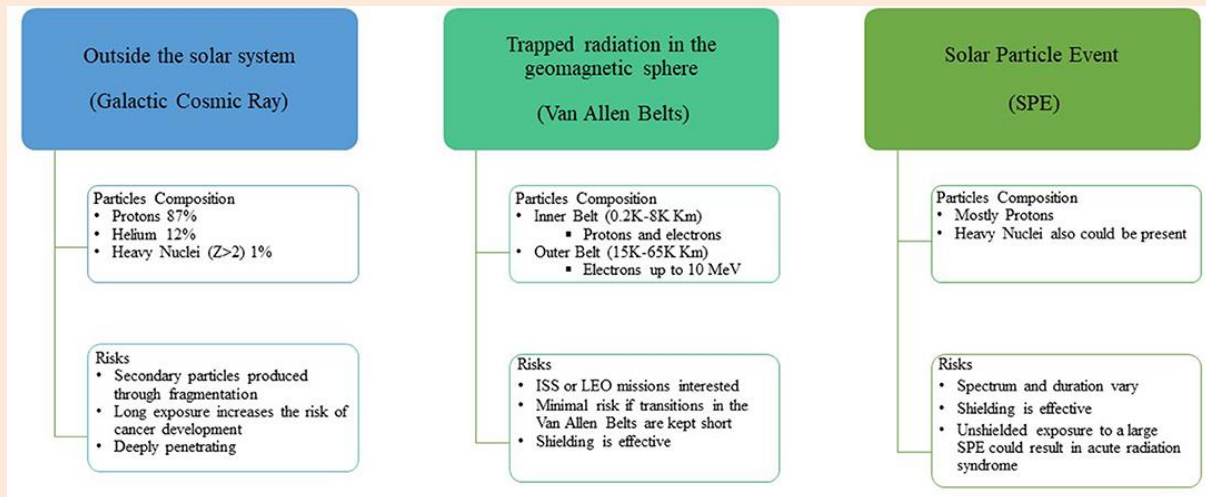 Outside the solar system
(Galactic Cosmic Ray)
Particles Composition
• Protons 87%
• Helium 12%
• Heavy Nuclei (Z>2) 1%
Risks
• Secondary particles produced
through fragmentation
• Long exposure increases the risk of
cancer development
• Deeply penetrating
Trapped radiation in the
geomagnetic sphere
(Van Allen Belts)
Particles Composition
• Inner Belt (0.2K-8K Km)
▪ Protons and electrons
• Outer Belt (15K-65K Km)
▪ Electrons up to 10 MeV
Risks
• ISS or LEO missions interested
• Minimal risk if transitions in the
Van Allen Belts are kept short
• Shielding is effective
Solar Particle Event
(SPE)
Particles Composition
• Mostly Protons
• Heavy Nuclei also could be present
Risks
• Spectrum and duration vary
• Shielding is effective
• Unshielded exposure to a large
SPE could result in acute radiation
syndrome